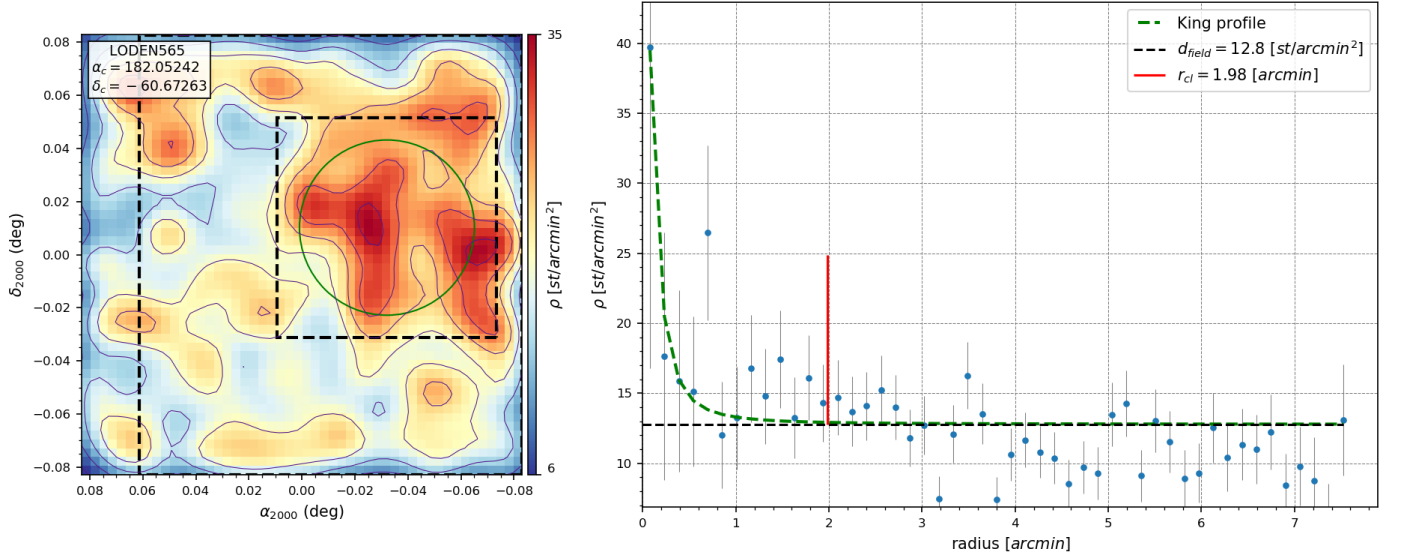 LODEN565
α_c = 182.05242
δ_c = −60.67263
0.08 0.06 0.04 0.02 0.00 −0.02 −0.04 −0.06 −0.08
0.08
0.06
0.04
0.02
0.00
−0.02
−0.04
−0.06
−0.08
α₂₀₀₀ (deg)
δ₂₀₀₀ (deg)
35
6
ρ [st/arcmin²]
King profile
d_field = 12.8 [st/arcmin²]
r_cl = 1.98 [arcmin]
40
35
30
25
20
15
10
0 1 2 3 4 5 6 7
ρ [st/arcmin²]
radius [arcmin]